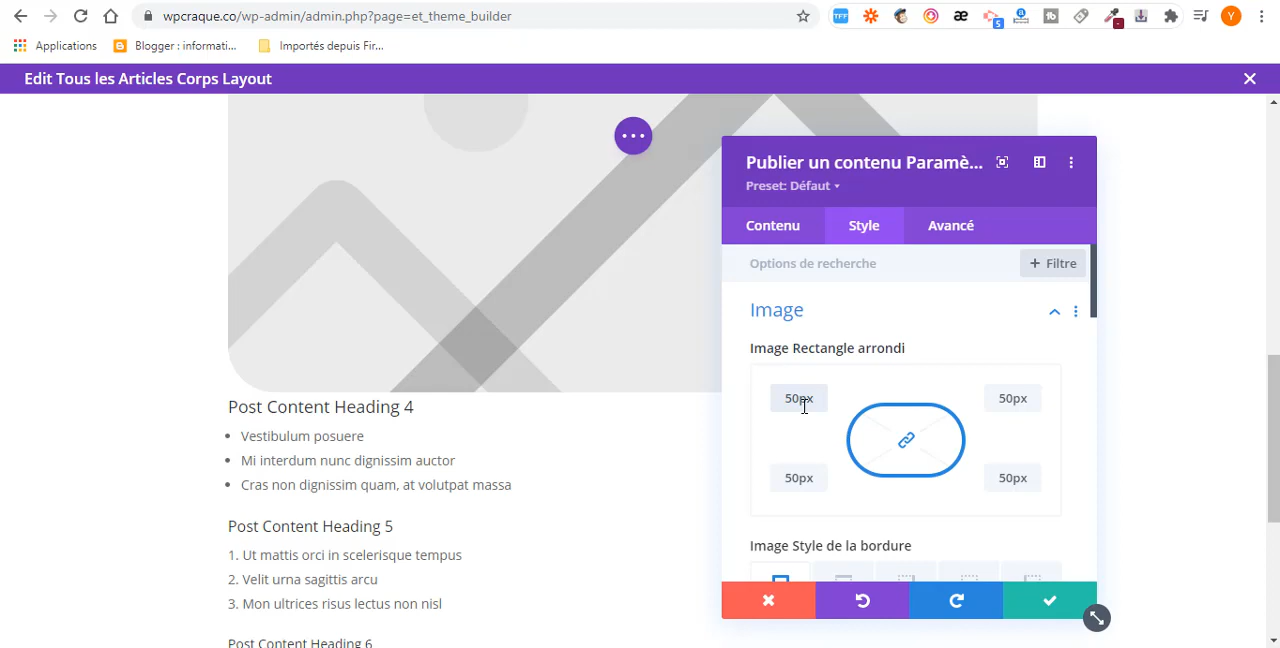 wpcraque.co/wp-admin/admin.php?page=et_theme_builder
TFF
5
æ
a
tb
Y
Applications
Blogger : informati...
Importés depuis Fir...
Edit Tous les Articles Corps Layout
Publier un contenu Paramè...
Preset: Défaut
Contenu
Style
Avancé
Options de recherche
+ Filtre
Image
Image Rectangle arrondi
50px
50px
50px
50px
Image Style de la bordure
Post Content Heading 4
• Vestibulum posuere
• Mi interdum nunc dignissim auctor
• Cras non dignissim quam, at volutpat massa
Post Content Heading 5
1. Ut mattis orci in scelerisque tempus
2. Velit urna sagittis arcu
3. Mon ultrices risus lectus non nisl
Post Content Heading 6